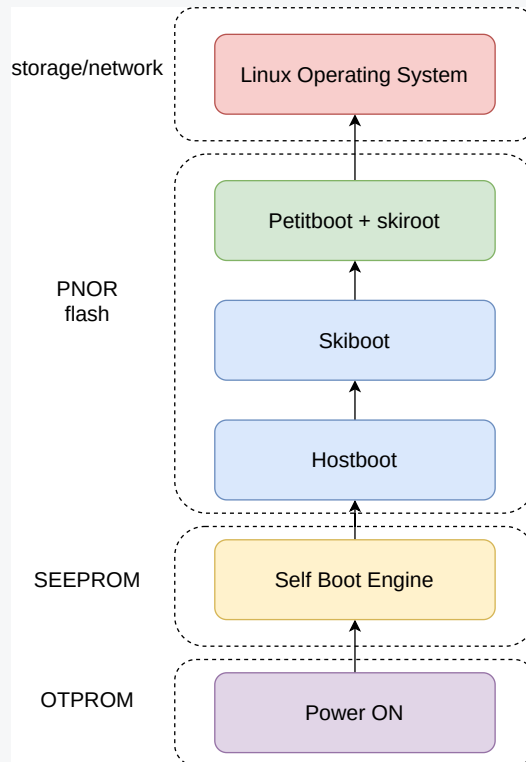 storage/network
Linux Operating System
Petitboot + skiroot
PNOR
flash
Skiboot
Hostboot
SEEPROM
Self Boot Engine
OTPROM
Power ON